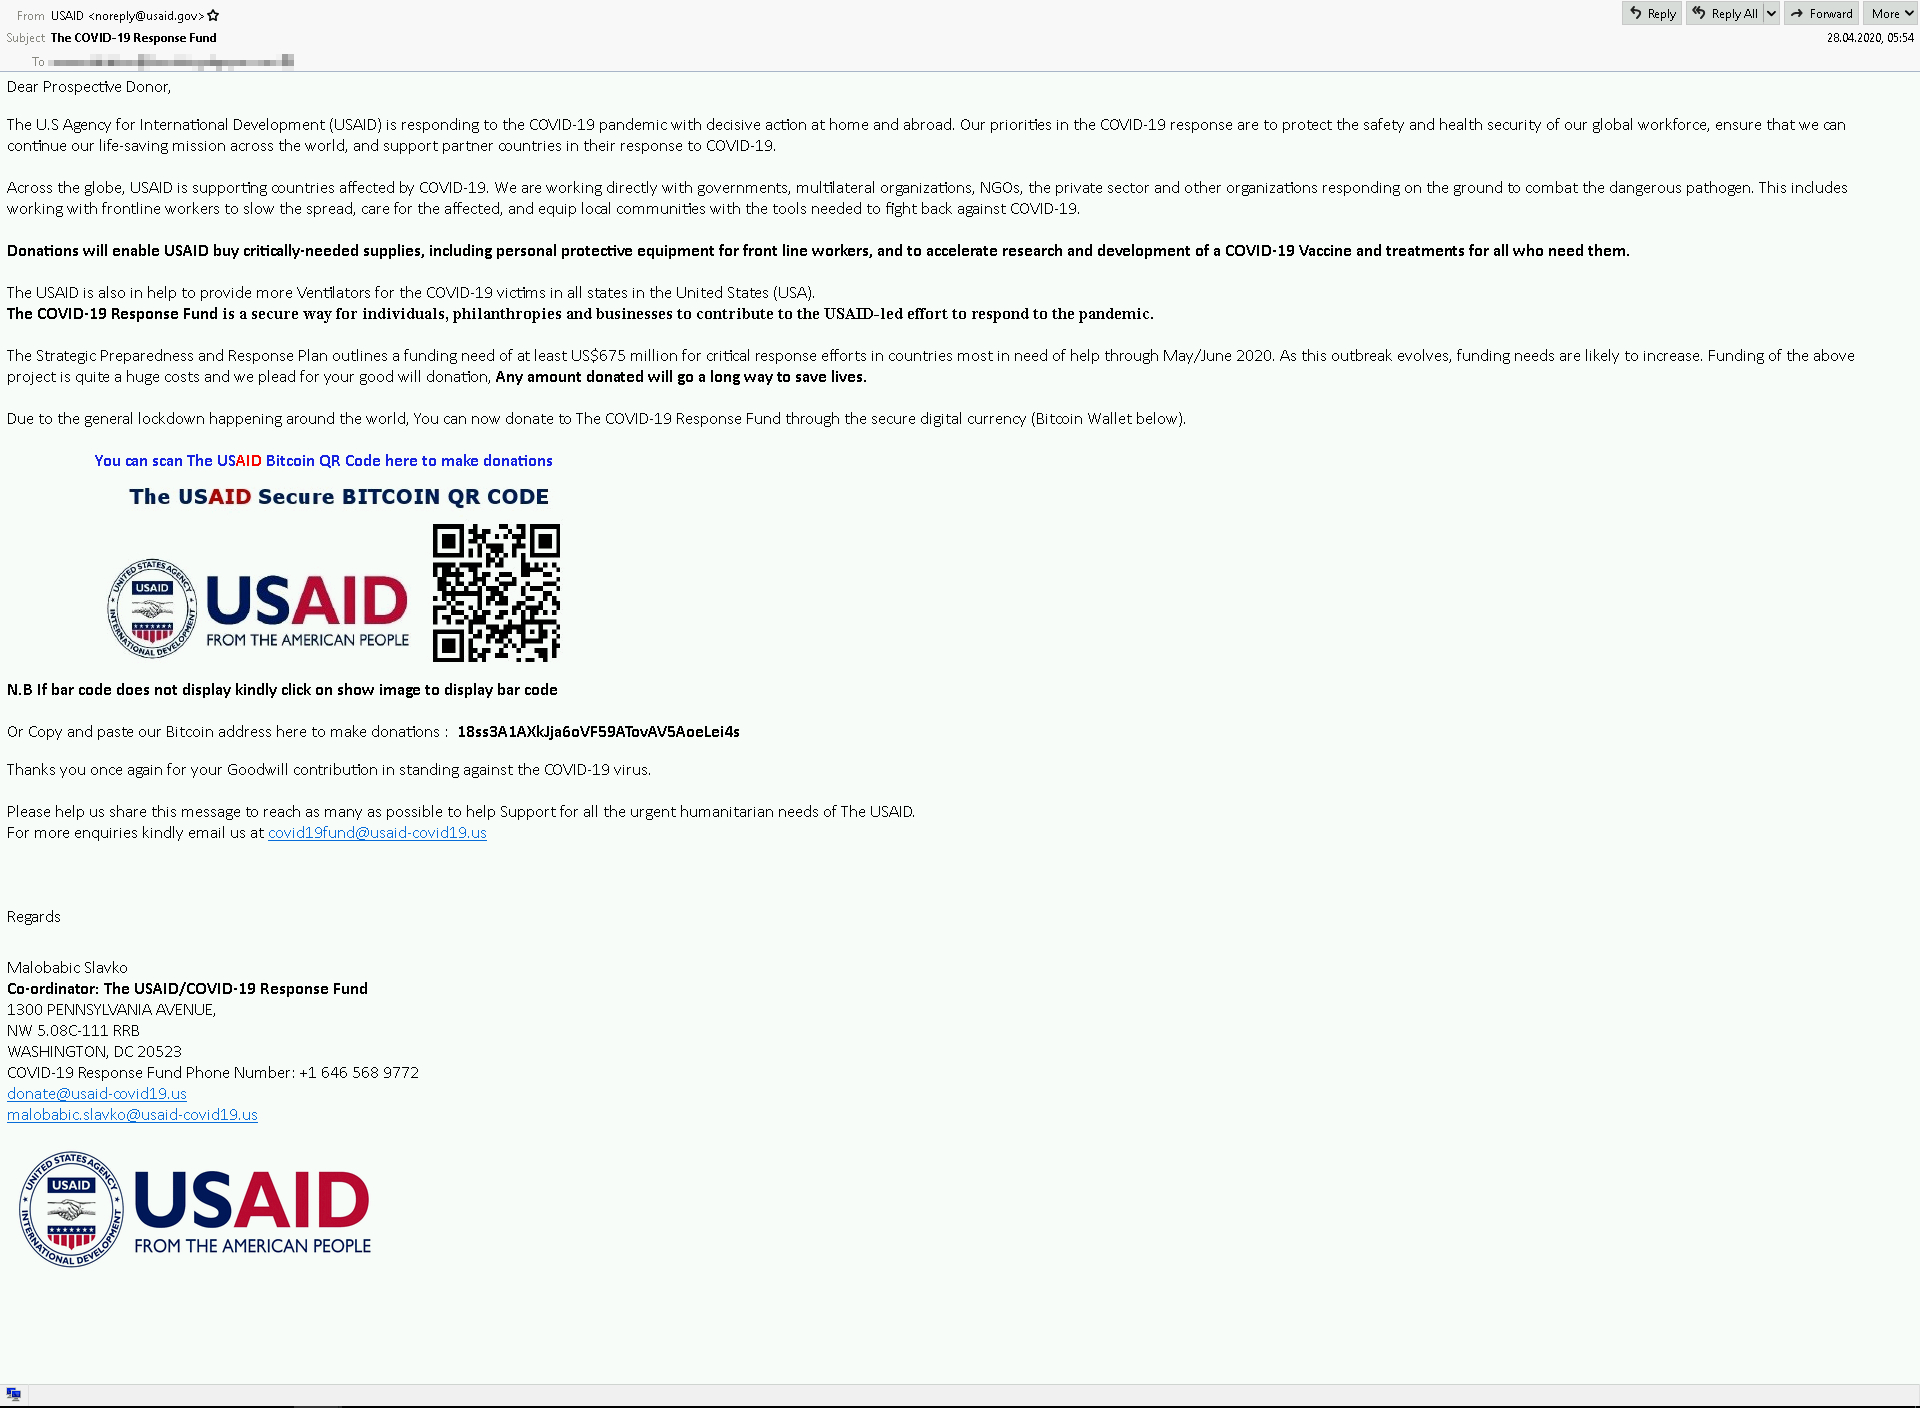 From USAID <noreply@usaid.gov>
Reply Reply All Forward More
Subject The COVID-19 Response Fund
28.04.2020, 05:54
To
Dear Prospective Donor,
The U.S Agency for International Development (USAID) is responding to the COVID-19 pandemic with decisive action at home and abroad. Our priorities in the COVID-19 response are to protect the safety and health security of our global workforce, ensure that we can
continue our life-saving mission across the world, and support partner countries in their response to COVID-19.
Across the globe, USAID is supporting countries affected by COVID-19. We are working directly with governments, multilateral organizations, NGOs, the private sector and other organizations responding on the ground to combat the dangerous pathogen. This includes
working with frontline workers to slow the spread, care for the affected, and equip local communities with the tools needed to fight back against COVID-19.
Donations will enable USAID buy critically-needed supplies, including personal protective equipment for front line workers, and to accelerate research and development of a COVID-19 Vaccine and treatments for all who need them.
The USAID is also in help to provide more Ventilators for the COVID-19 victims in all states in the United States (USA).
The COVID-19 Response Fund is a secure way for individuals, philanthropies and businesses to contribute to the USAID-led effort to respond to the pandemic.
The Strategic Preparedness and Response Plan outlines a funding need of at least US$675 million for critical response efforts in countries most in need of help through May/June 2020. As this outbreak evolves, funding needs are likely to increase. Funding of the above
project is quite a huge costs and we plead for your good will donation, Any amount donated will go a long way to save lives.
Due to the general lockdown happening around the world, You can now donate to The COVID-19 Response Fund through the secure digital currency (Bitcoin Wallet below).
You can scan The USAID Bitcoin QR Code here to make donations
The USAID Secure BITCOIN QR CODE
UNITED STATES AGENCY
USAID
INTERNATIONAL DEVELOPMENT
USAID
FROM THE AMERICAN PEOPLE
N.B If bar code does not display kindly click on show image to display bar code
Or Copy and paste our Bitcoin address here to make donations : 18ss3A1AXkJja6oVF59ATovAV5AoeLei4s
Thanks you once again for your Goodwill contribution in standing against the COVID-19 virus.
Please help us share this message to reach as many as possible to help Support for all the urgent humanitarian needs of The USAID.
For more enquiries kindly email us at covid19fund@usaid-covid19.us
Regards
Malobabic Slavko
Co-ordinator: The USAID/COVID-19 Response Fund
1300 PENNSYLVANIA AVENUE,
NW 5.08C-111 RRB
WASHINGTON, DC 20523
COVID-19 Response Fund Phone Number: +1 646 568 9772
donate@usaid-covid19.us
malobabic.slavko@usaid-covid19.us
UNITED STATES AGENCY
USAID
INTERNATIONAL DEVELOPMENT
USAID
FROM THE AMERICAN PEOPLE